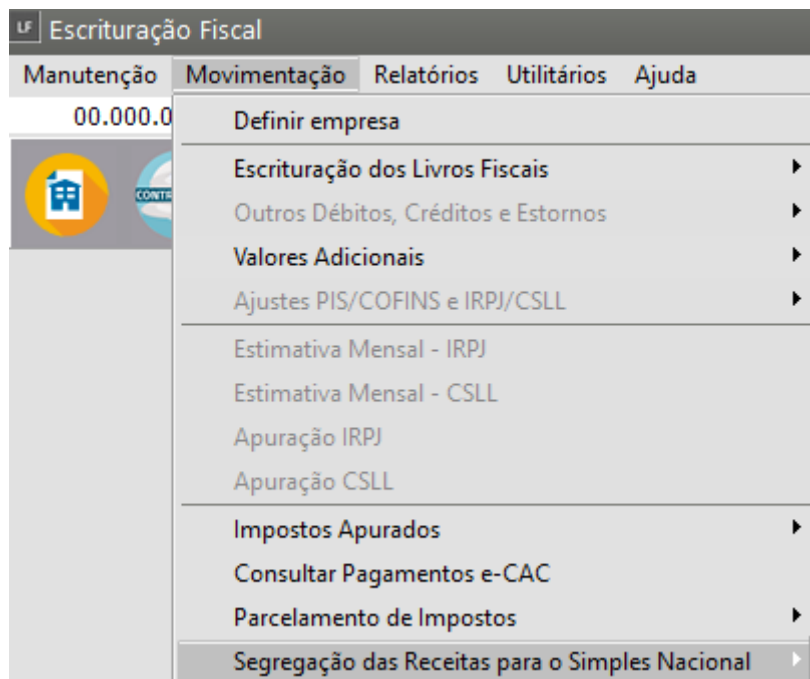 LF Escrituração Fiscal
Manutenção Movimentação Relatórios Utilitários Ajuda
00.000.0
Definir empresa
Escrituração dos Livros Fiscais
CONTR
Outros Débitos, Créditos e Estornos
Valores Adicionais
Ajustes PIS/COFINS e IRPJ/CSLL
Estimativa Mensal - IRPJ
Estimativa Mensal - CSLL
Apuração IRPJ
Apuração CSLL
Impostos Apurados
Consultar Pagamentos e-CAC
Parcelamento de Impostos
Segregação das Receitas para o Simples Nacional